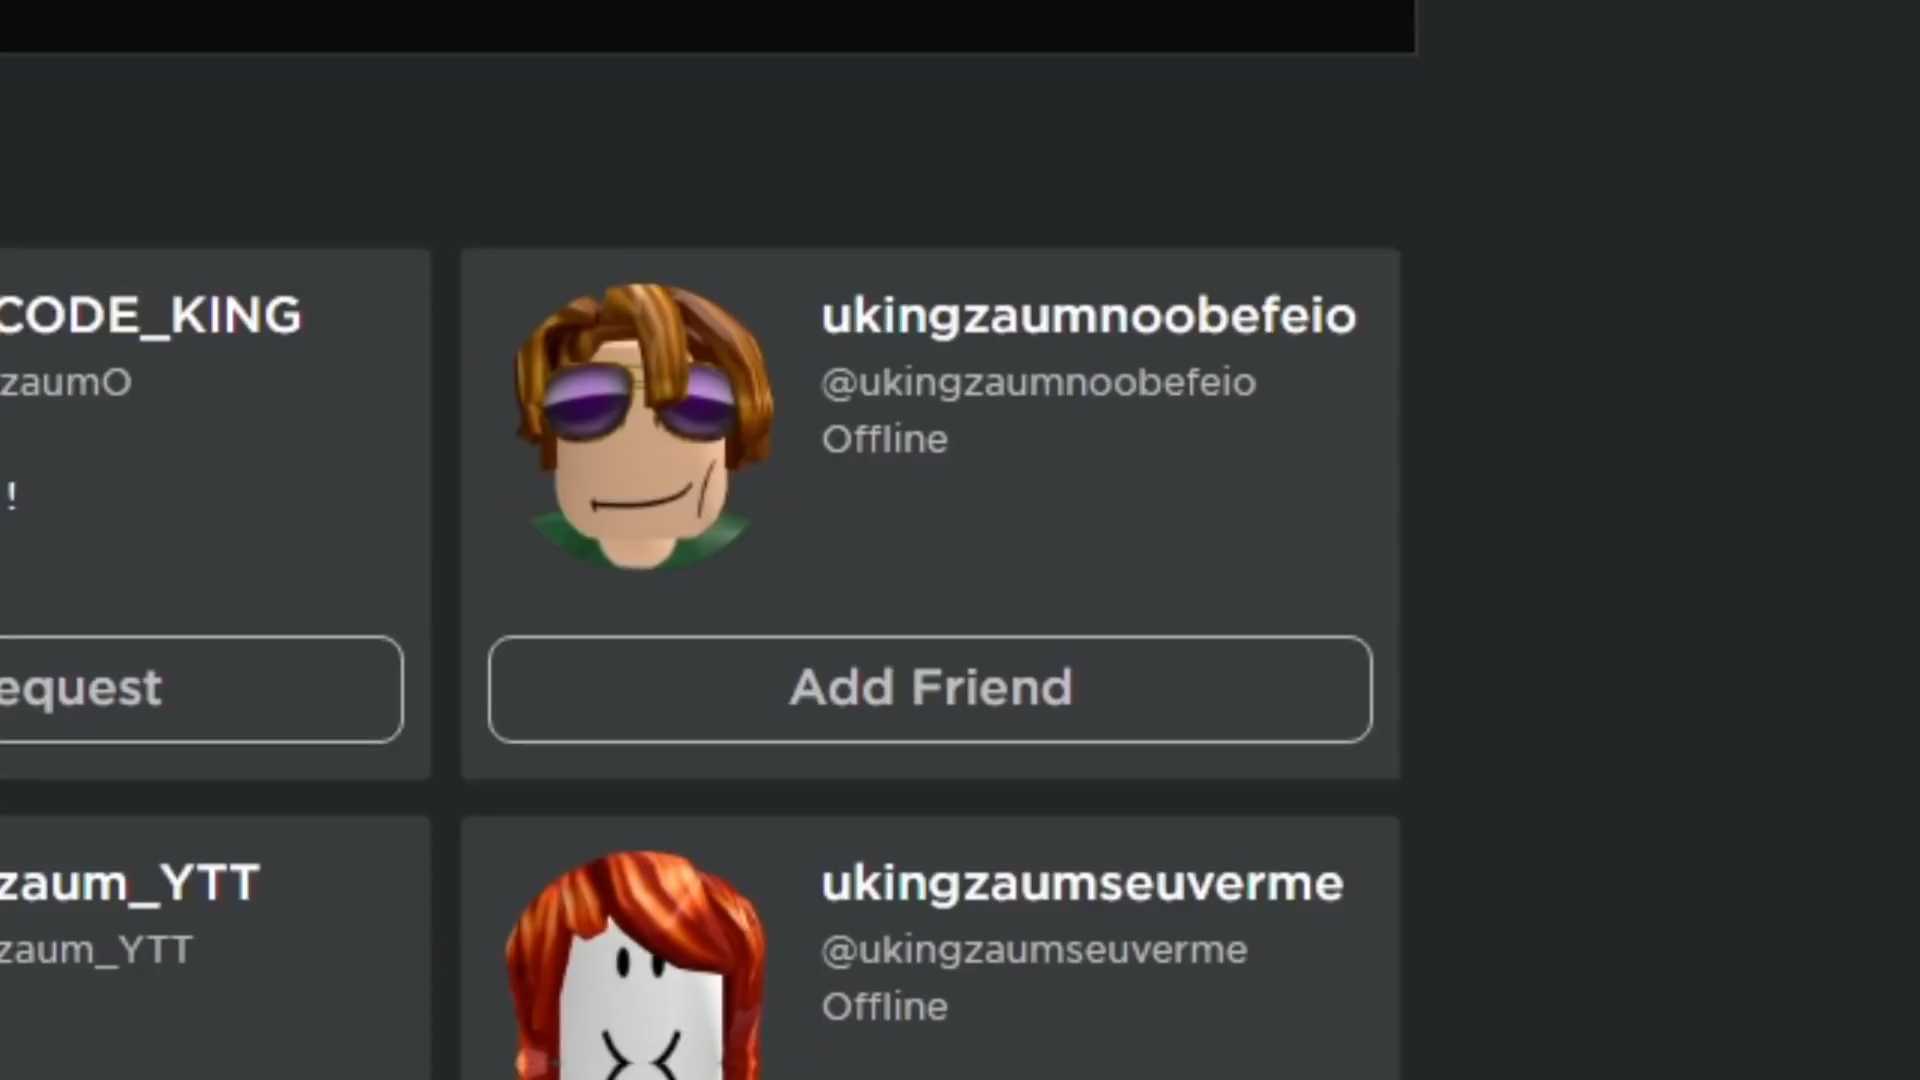 CODE_KING
zaumO
!
equest
ukingzaumnoobefeio
@ukingzaumnoobefeio
Offline
Add Friend
zaum_YTT
zaum_YTT
ukingzaumseuverme
@ukingzaumseuverme
Offline